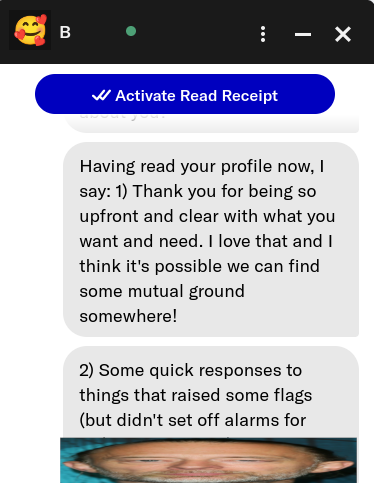 B
Activate Read Receipt
about you?
Having read your profile now, I
say: 1) Thank you for being so
upfront and clear with what you
want and need. I love that and I
think it's possible we can find
some mutual ground
somewhere!
2) Some quick responses to
things that raised some flags
(but didn't set off alarms for